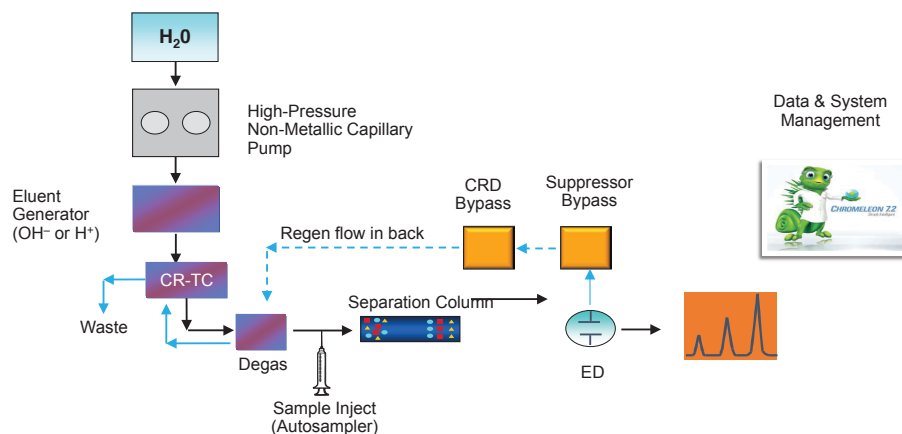 H₂0
High-Pressure
Non-Metallic Capillary
Pump
Data & System
Management
Eluent
Generator
(OH⁻ or H⁺)
CRD
Bypass
Suppressor
Bypass
CHROMELEON 7.2
Regen flow in back
CR-TC
Waste
Separation Column
Degas
ED
Sample Inject
(Autosampler)